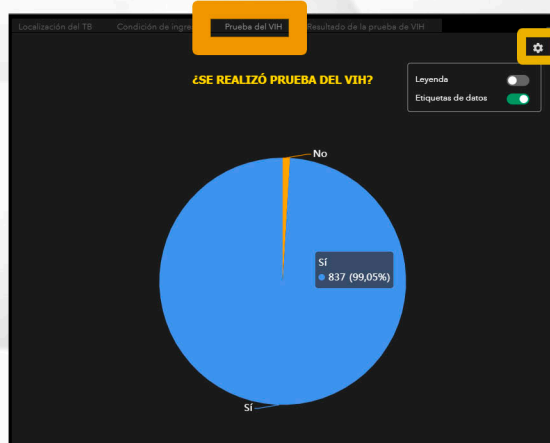 Localización del TB
Condición de ingre
Prueba del VIH
Resultado de la prueba de VIH
¿SE REALIZÓ PRUEBA DEL VIH?
Leyenda
Etiquetas de datos
No
Sí
837 (99,05%)
Sí